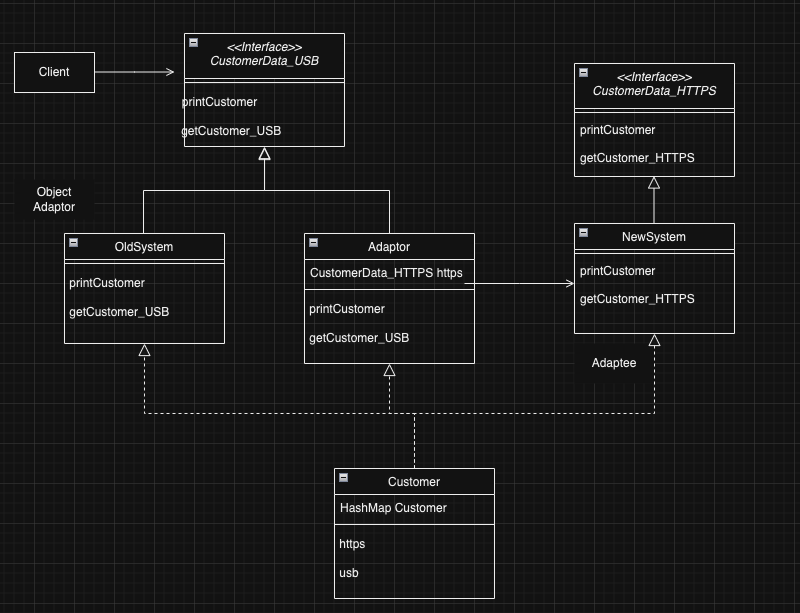 Client
<<Interface>>
CustomerData_USB
printCustomer
getCustomer_USB
<<Interface>>
CustomerData_HTTPS
printCustomer
getCustomer_HTTPS
Object
Adaptor
OldSystem
printCustomer
getCustomer_USB
Adaptor
CustomerData_HTTPS https
printCustomer
getCustomer_USB
NewSystem
printCustomer
getCustomer_HTTPS
Adaptee
Customer
HashMap Customer
https
usb